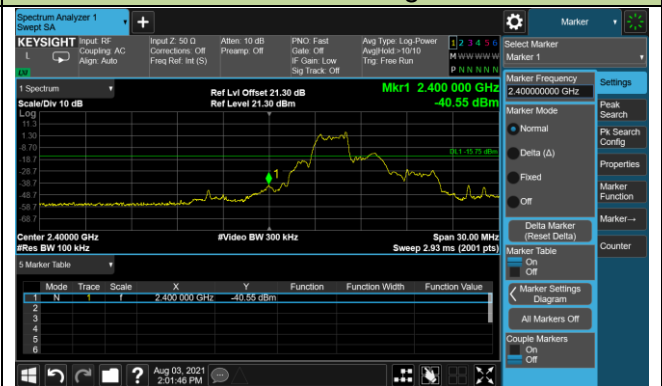 Spectrum Analyzer 1
Swept SA
+
Marker
KEYSIGHT
L
LXI
Input: RF
Coupling: AC
Align: Auto
Input Z: 50 Ω
Corrections: Off
Freq Ref: Int (S)
Atten: 10 dB
Preamp: Off
PNO: Fast
Gate: Off
IF Gain: Low
Sig Track: Off
Avg Type: Log-Power
Avg|Hold:>10/10
Trig: Free Run
1 2 3 4 5 6
M W W W W W
P N N N N N
Select Marker
Marker 1
1 Spectrum
Scale/Div 10 dB
Ref Lvl Offset 21.30 dB
Ref Level 21.30 dBm
Mkr1 2.400 000 GHz
-40.55 dBm
Log
11.3
1.30
-8.70
-18.7
-28.7
-38.7
-48.7
-58.7
-68.7
DL1 -15.75 dBm
1
Center 2.40000 GHz
#Res BW 100 kHz
#Video BW 300 kHz
Span 30.00 MHz
Sweep 2.93 ms (2001 pts)
5 Marker Table
Mode Trace Scale X Y Function Function Width Function Value
1 N 1 f 2.400 000 GHz -40.55 dBm
2
3
4
5
6
Marker Frequency
2.400000000 GHz
Marker Mode
Normal
Delta (Δ)
Fixed
Off
Delta Marker
(Reset Delta)
Marker Table
On
Off
Marker Settings
Diagram
All Markers Off
Couple Markers
On
Off
Settings
Peak
Search
Pk Search
Config
Properties
Marker
Function
Marker→
Counter
?
Aug 03, 2021
2:01:46 PM